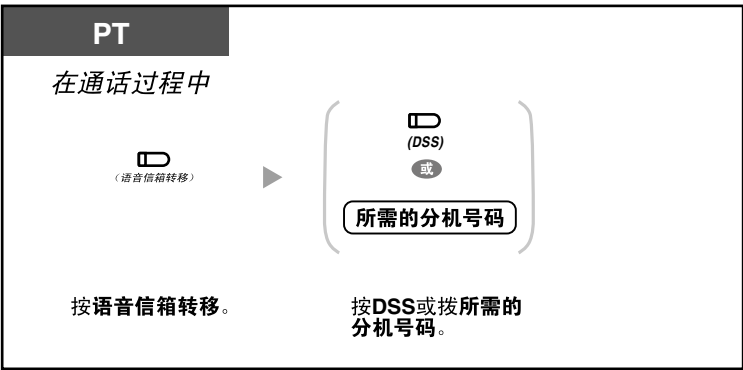 PT
在通话过程中
(DSS)
（语音信箱转移）
或
所需的分机号码
按语音信箱转移。
按DSS或拨所需的
分机号码。